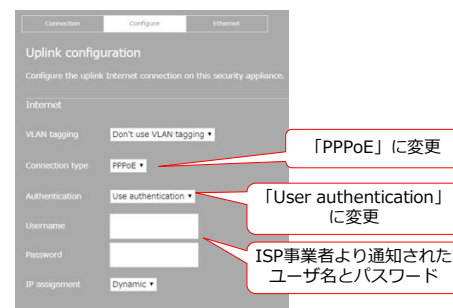 Connection Configure Ethernet
Uplink configuration
Configure the uplink Internet connection on this security appliance.
Internet
VLAN tagging Don't use VLAN tagging
Connection type PPPoE
「PPPoE」に変更
Authentication Use authentication
「User authentication」
に変更
Username
Password
ISP事業者より通知された
ユーザ名とパスワード
IP assignment Dynamic